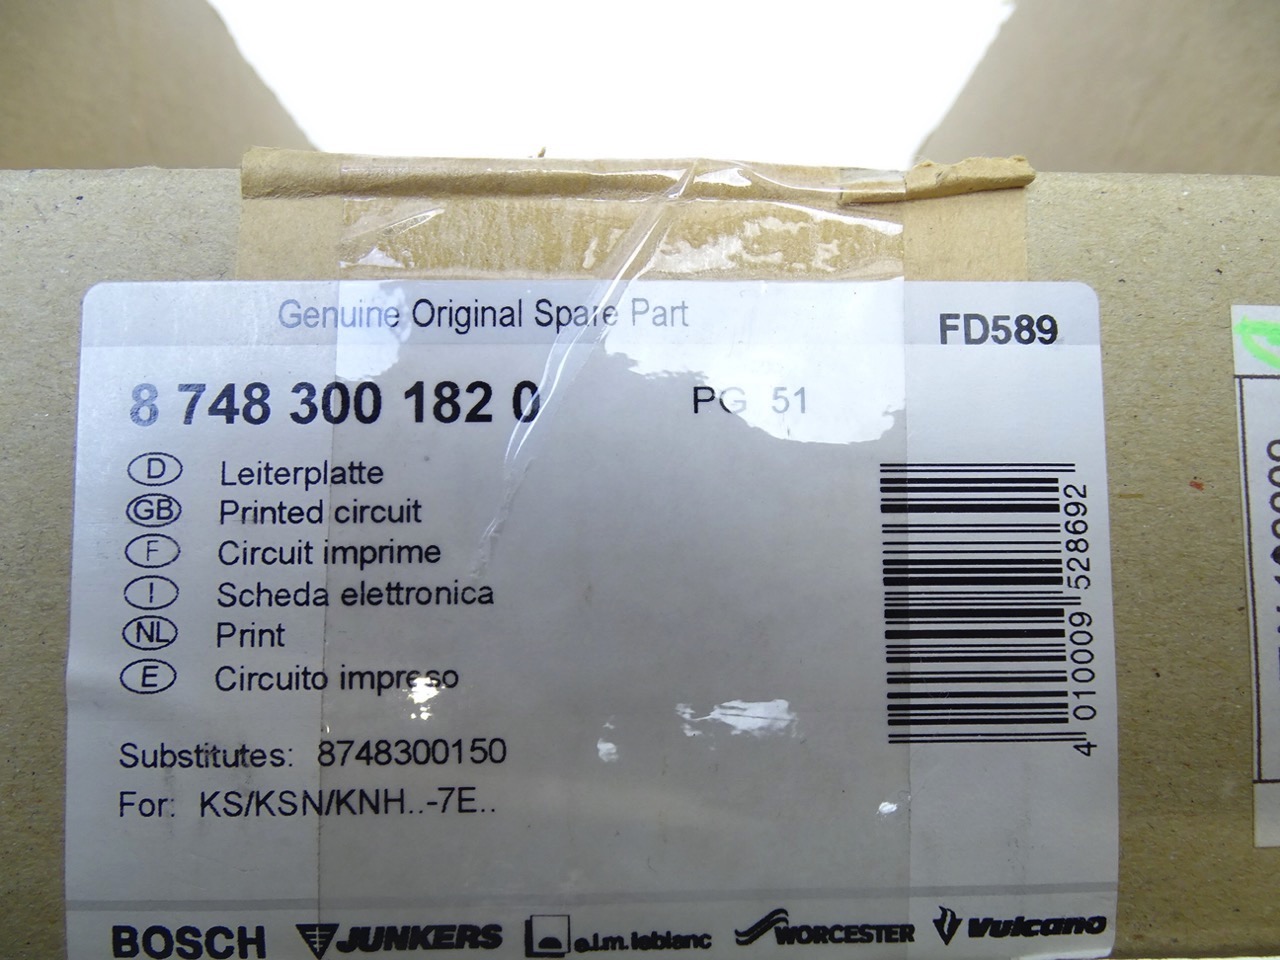 Genuine Original Spare Part
FD589
8 748 300 182 0
PG 51
D Leiterplatte
GB Printed circuit
F Circuit imprime
I Scheda elettronica
NL Print
E Circuito impreso
4 010009 528692
Substitutes: 8748300150
For: KS/KSN/KNH..-7E..
BOSCH JUNKERS e.l.m. leblanc WORCESTER Vulcano